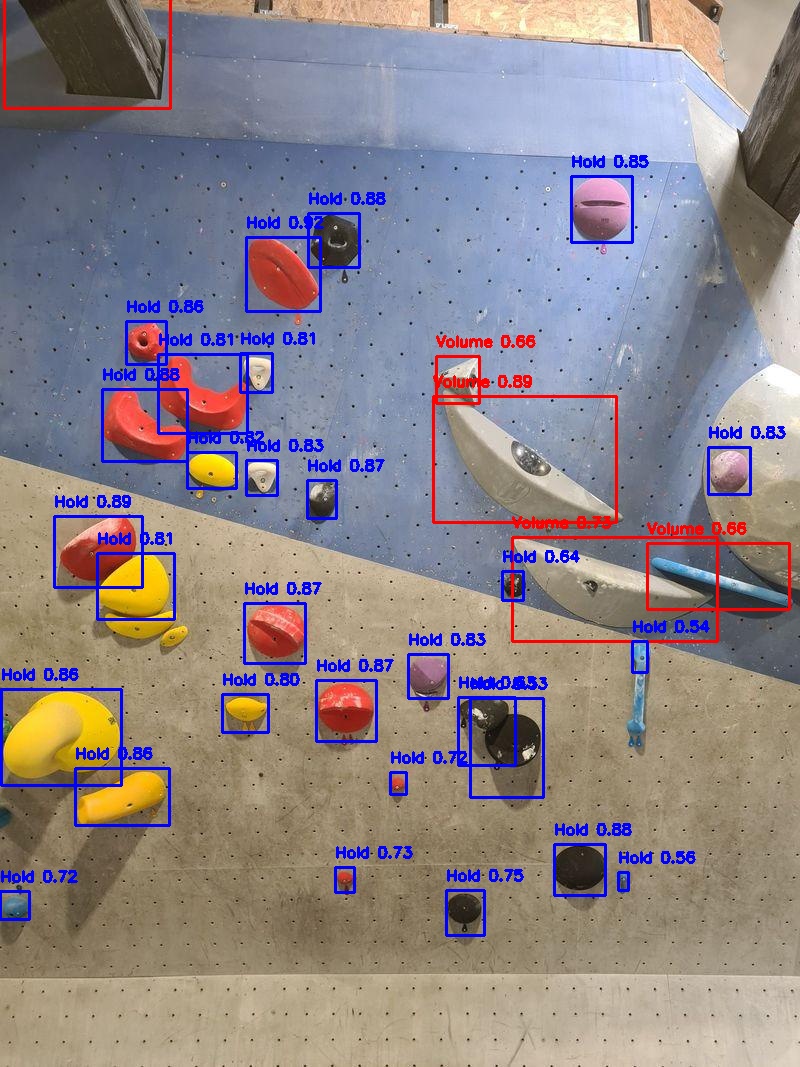 Hold 0.85
Hold 0.88
Hold 0.92
Hold 0.86
Hold 0.81
Hold 0.81
Volume 0.66
Hold 0.88
Volume 0.89
Hold 0.82
Hold 0.83
Hold 0.83
Hold 0.87
Hold 0.89
Volume 0.73
Volume 0.66
Hold 0.81
Hold 0.64
Hold 0.87
Hold 0.54
Hold 0.83
Hold 0.86
Hold 0.80
Hold 0.87
Hold
Hold 0.86
Hold 0.72
Hold 0.88
Hold 0.73
Hold 0.56
Hold 0.72
Hold 0.75